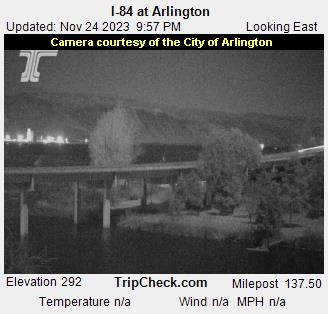 I-84 at Arlington
Updated: Nov 24 2023 9:57 PM Looking East
Camera courtesy of the City of Arlington
Elevation 292 TripCheck.com Milepost 137.50
Temperature n/a Wind n/a MPH n/a